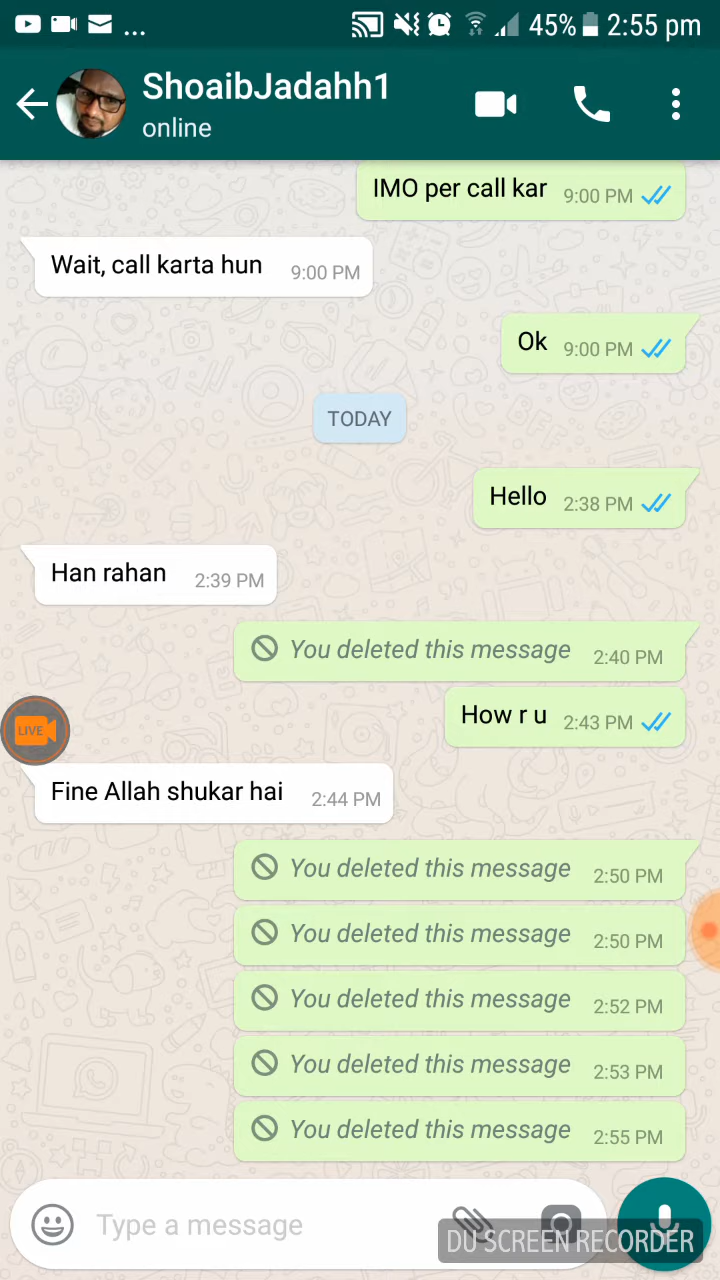 ... 45% 2:55 pm
ShoaibJadahh1
online
IMO per call kar 9:00 PM
Wait, call karta hun 9:00 PM
Ok 9:00 PM
TODAY
Hello 2:38 PM
Han rahan 2:39 PM
You deleted this message 2:40 PM
How r u 2:43 PM
LIVE
Fine Allah shukar hai 2:44 PM
You deleted this message 2:50 PM
You deleted this message 2:50 PM
You deleted this message 2:52 PM
You deleted this message 2:53 PM
You deleted this message 2:55 PM
Type a message
DU SCREEN RECORDER